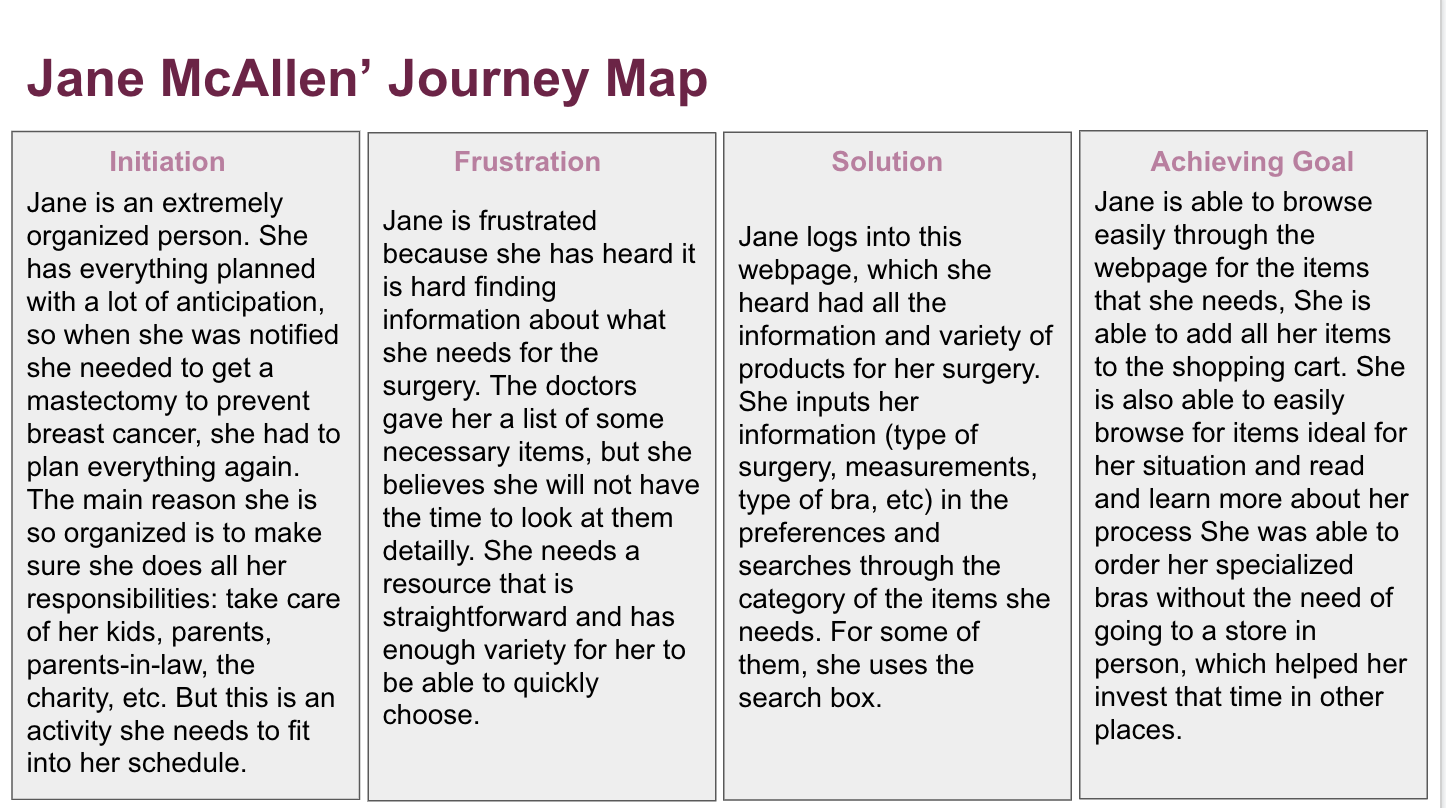 Jane McAllen’ Journey Map
Initiation
Jane is an extremely
organized person. She
has everything planned
with a lot of anticipation,
so when she was notified
she needed to get a
mastectomy to prevent
breast cancer, she had to
plan everything again.
The main reason she is
so organized is to make
sure she does all her
responsibilities: take care
of her kids, parents,
parents-in-law, the
charity, etc. But this is an
activity she needs to fit
into her schedule.
Frustration
Jane is frustrated
because she has heard it
is hard finding
information about what
she needs for the
surgery. The doctors
gave her a list of some
necessary items, but she
believes she will not have
the time to look at them
detailly. She needs a
resource that is
straightforward and has
enough variety for her to
be able to quickly
choose.
Solution
Jane logs into this
webpage, which she
heard had all the
information and variety of
products for her surgery.
She inputs her
information (type of
surgery, measurements,
type of bra, etc) in the
preferences and
searches through the
category of the items she
needs. For some of
them, she uses the
search box.
Achieving Goal
Jane is able to browse
easily through the
webpage for the items
that she needs, She is
able to add all her items
to the shopping cart. She
is also able to easily
browse for items ideal for
her situation and read
and learn more about her
process She was able to
order her specialized
bras without the need of
going to a store in
person, which helped her
invest that time in other
places.